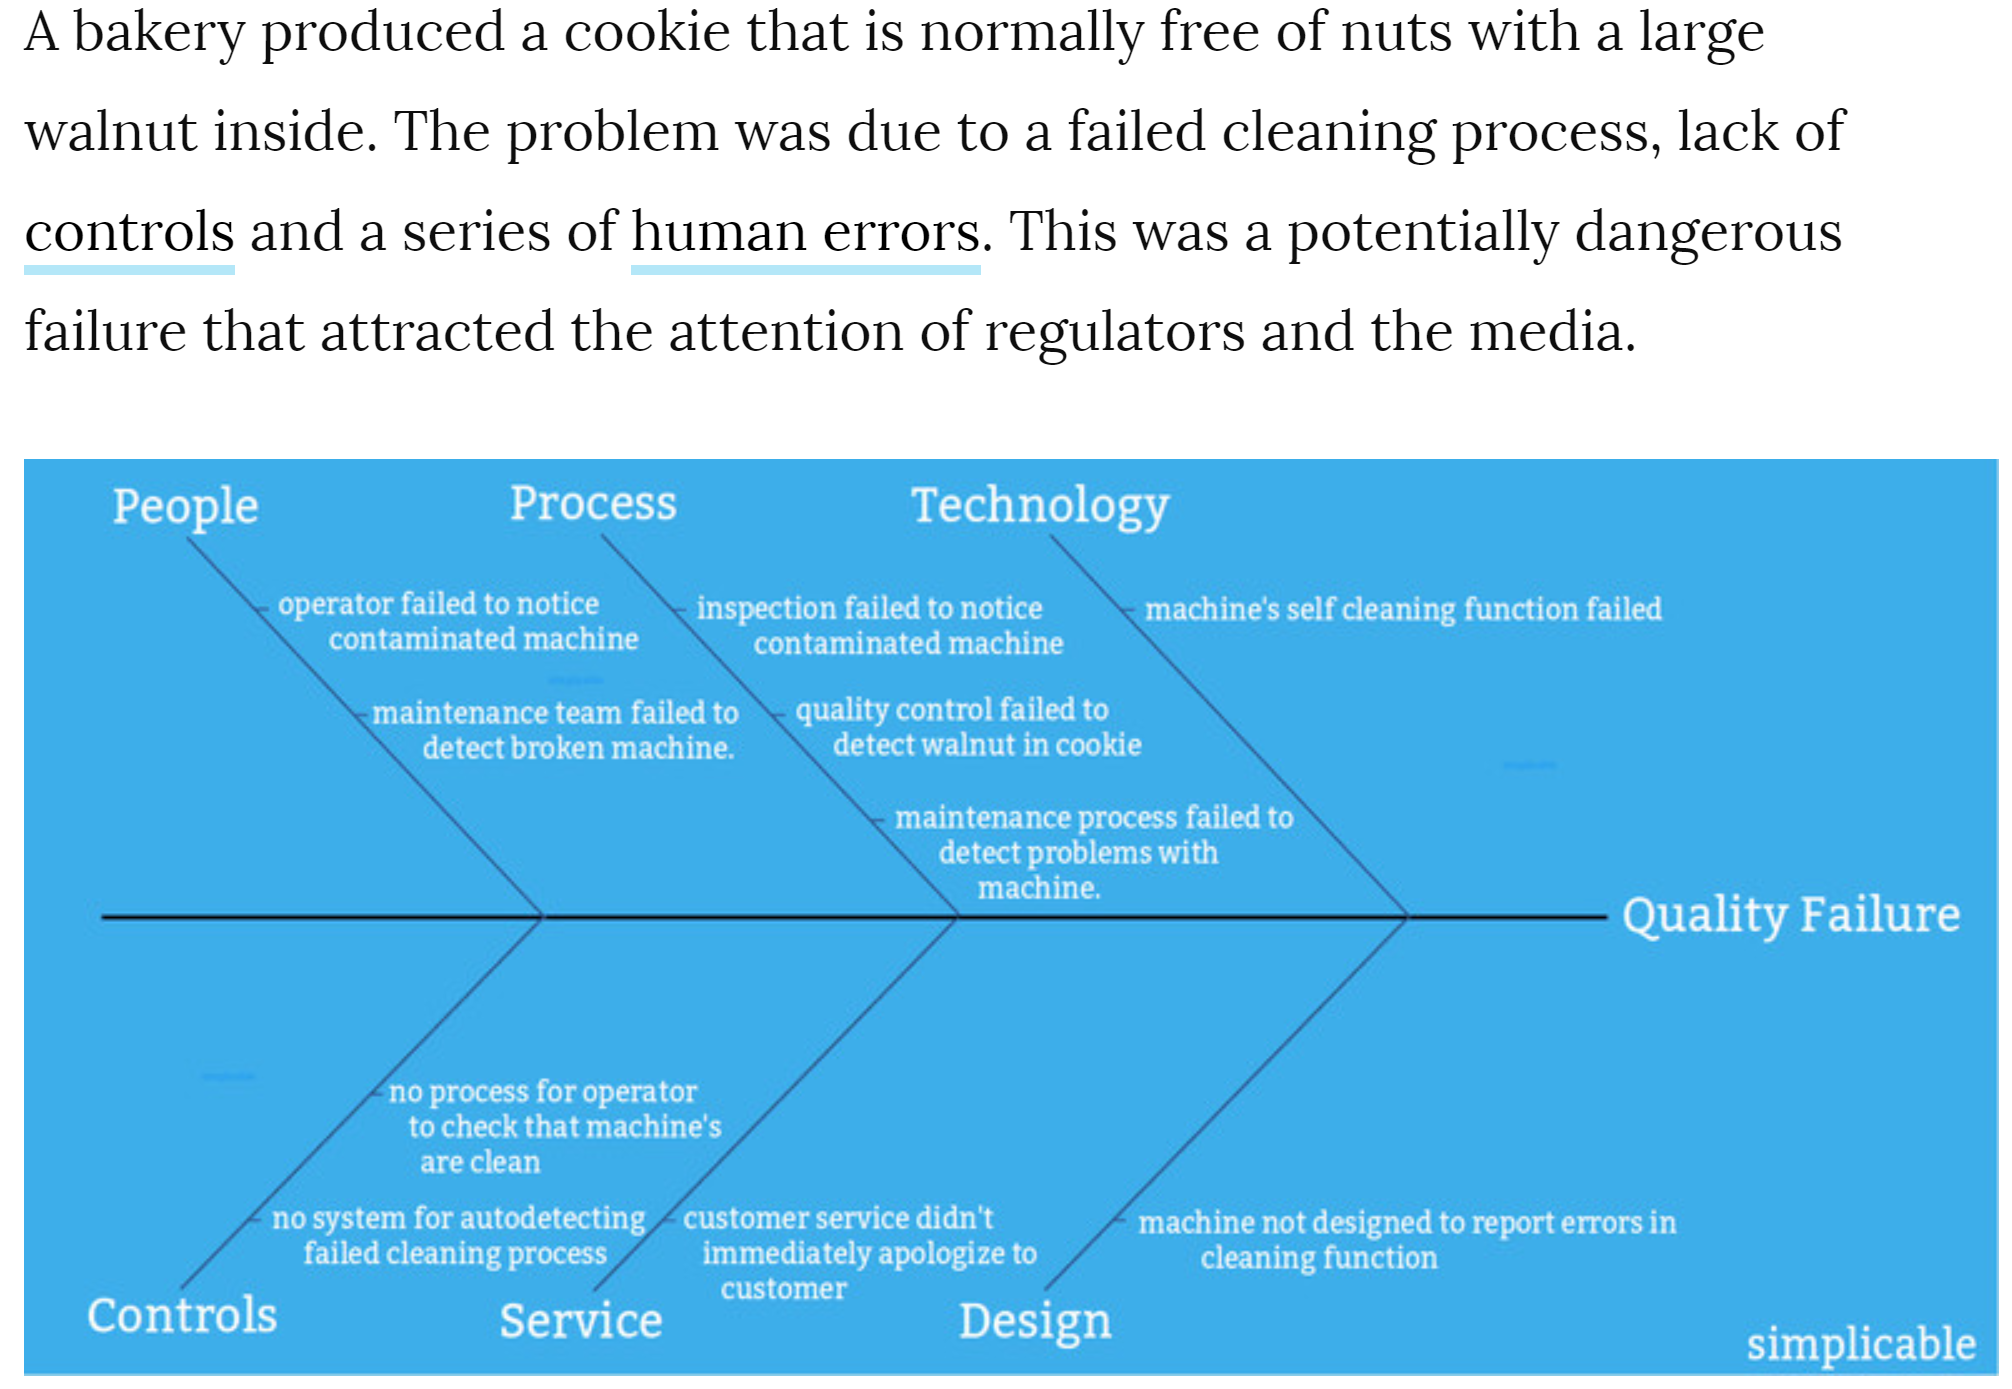 A bakery produced a cookie that is normally free of nuts with a large
walnut inside. The problem was due to a failed cleaning process, lack of
controls and a series of human errors. This was a potentially dangerous
failure that attracted the attention of regulators and the media.
People
Process
Technology
operator failed to notice
contaminated machine
maintenance team failed to
detect broken machine.
inspection failed to notice
contaminated machine
quality control failed to
detect walnut in cookie
maintenance process failed to
detect problems with
machine.
machine's self cleaning function failed
Quality Failure
no process for operator
to check that machine's
are clean
no system for autodetecting
failed cleaning process
customer service didn't
immediately apologize to
customer
machine not designed to report errors in
cleaning function
Controls
Service
Design
simplicable